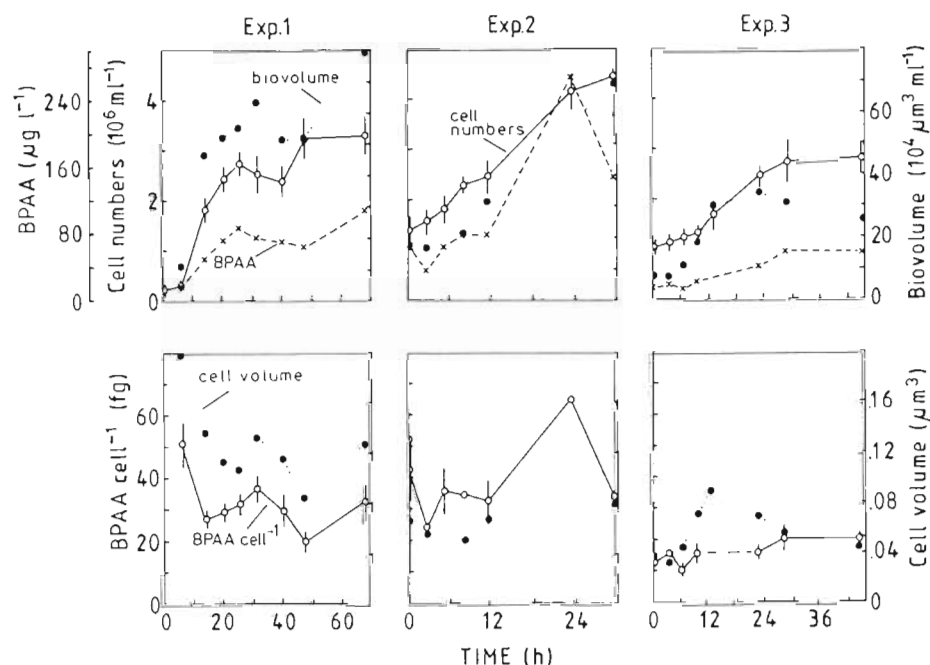 Exp.1
Exp.2
Exp.3
BPAA (µg l⁻¹)
240
160
80
0
Cell numbers (10⁶ ml⁻¹)
4
2
0
biovolume
BPAA
cell
numbers
60
40
20
0
Biovolume (10⁴ µm³ ml⁻¹)
BPAA cell⁻¹ (fg)
60
40
20
0
cell volume
BPAA cell⁻¹
.16
.12
.08
.04
0
Cell volume (µm³)
0 20 40 60
0 12 24
0 12 24 36
TIME (h)